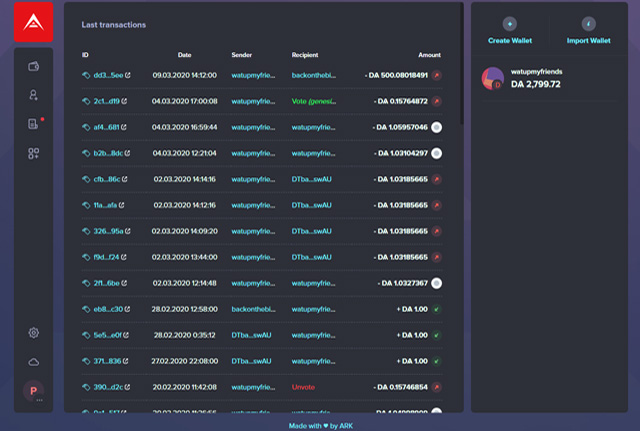 Last transactions
Create Wallet Import Wallet
ID Date Sender Recipient Amount
watupmyfriends
DA 2,799.72
dd3...5ee 09.03.2020 14:12:00 watupmyfrie... backonthebi... - DA 500.08018491
2c1...d19 04.03.2020 17:00:08 watupmyfrie... Vote (genesi... - DA 0.15764872
af4...681 04.03.2020 16:59:44 watupmyfrie... watupmyfrie... - DA 1.05957046
b2b...8dc 04.03.2020 12:21:04 watupmyfrie... watupmyfrie... - DA 1.03104297
cfb...86c 02.03.2020 14:14:16 watupmyfrie... DTba...swAU - DA 1.03185665
11a...afa 02.03.2020 14:12:16 watupmyfrie... DTba...swAU - DA 1.03185665
326...95a 02.03.2020 14:09:20 watupmyfrie... DTba...swAU - DA 1.03185665
f9d...f24 02.03.2020 13:44:00 watupmyfrie... DTba...swAU - DA 1.03185665
2f1...6be 02.03.2020 12:14:48 watupmyfrie... watupmyfrie... - DA 1.0327367
eb8...c30 28.02.2020 12:58:00 backonthebi... watupmyfrie... + DA 1.00
5e5...e0f 28.02.2020 0:35:12 DTba...swAU watupmyfrie... + DA 1.00
371...836 27.02.2020 22:08:00 DTba...swAU watupmyfrie... + DA 1.00
390...d2c 20.02.2020 11:42:08 watupmyfrie... Unvote - DA 0.15746854
P
Made with ♥ by ARK